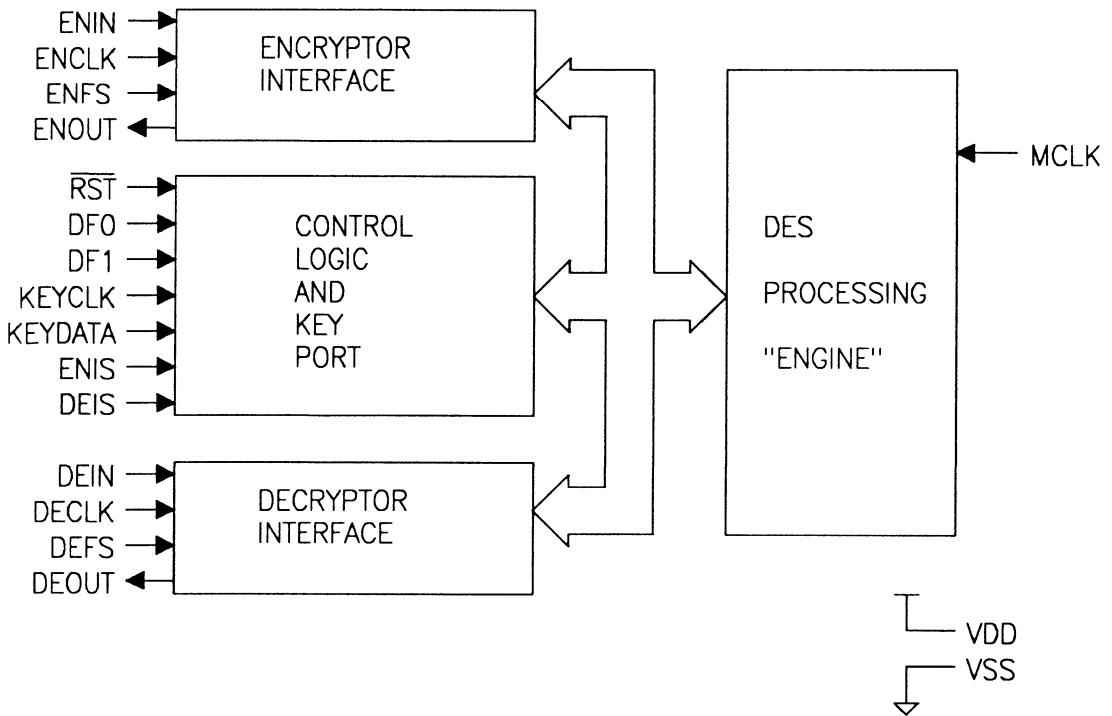 ENIN
ENCLK
ENFS
ENOUT
ENCRYPTOR
INTERFACE
R̅S̅T̅
DF0
DF1
KEYCLK
KEYDATA
ENIS
DEIS
CONTROL
LOGIC
AND
KEY
PORT
DEIN
DECLK
DEFS
DEOUT
DECRYPTOR
INTERFACE
DES
PROCESSING
"ENGINE"
MCLK
VDD
VSS